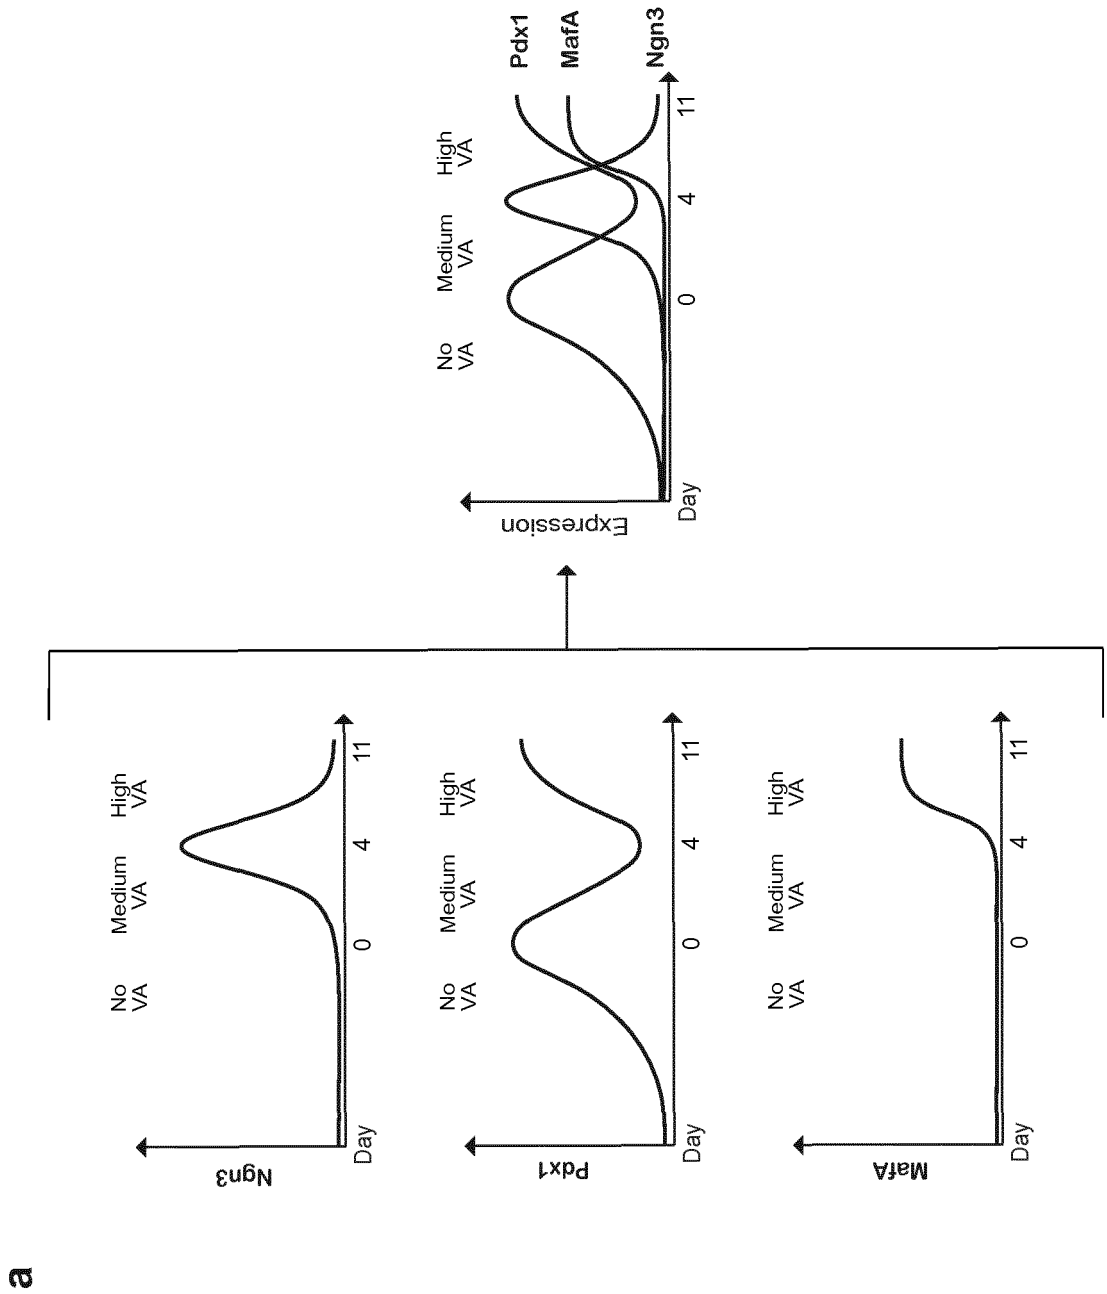 a
Ngn3
No
VA
Medium
VA
High
VA
Day
0
4
11
Pdx1
No
VA
Medium
VA
High
VA
Day
0
4
11
MafA
No
VA
Medium
VA
High
VA
Day
0
4
11
Expression
No
VA
Medium
VA
High
VA
Pdx1
MafA
Ngn3
Day
0
4
11